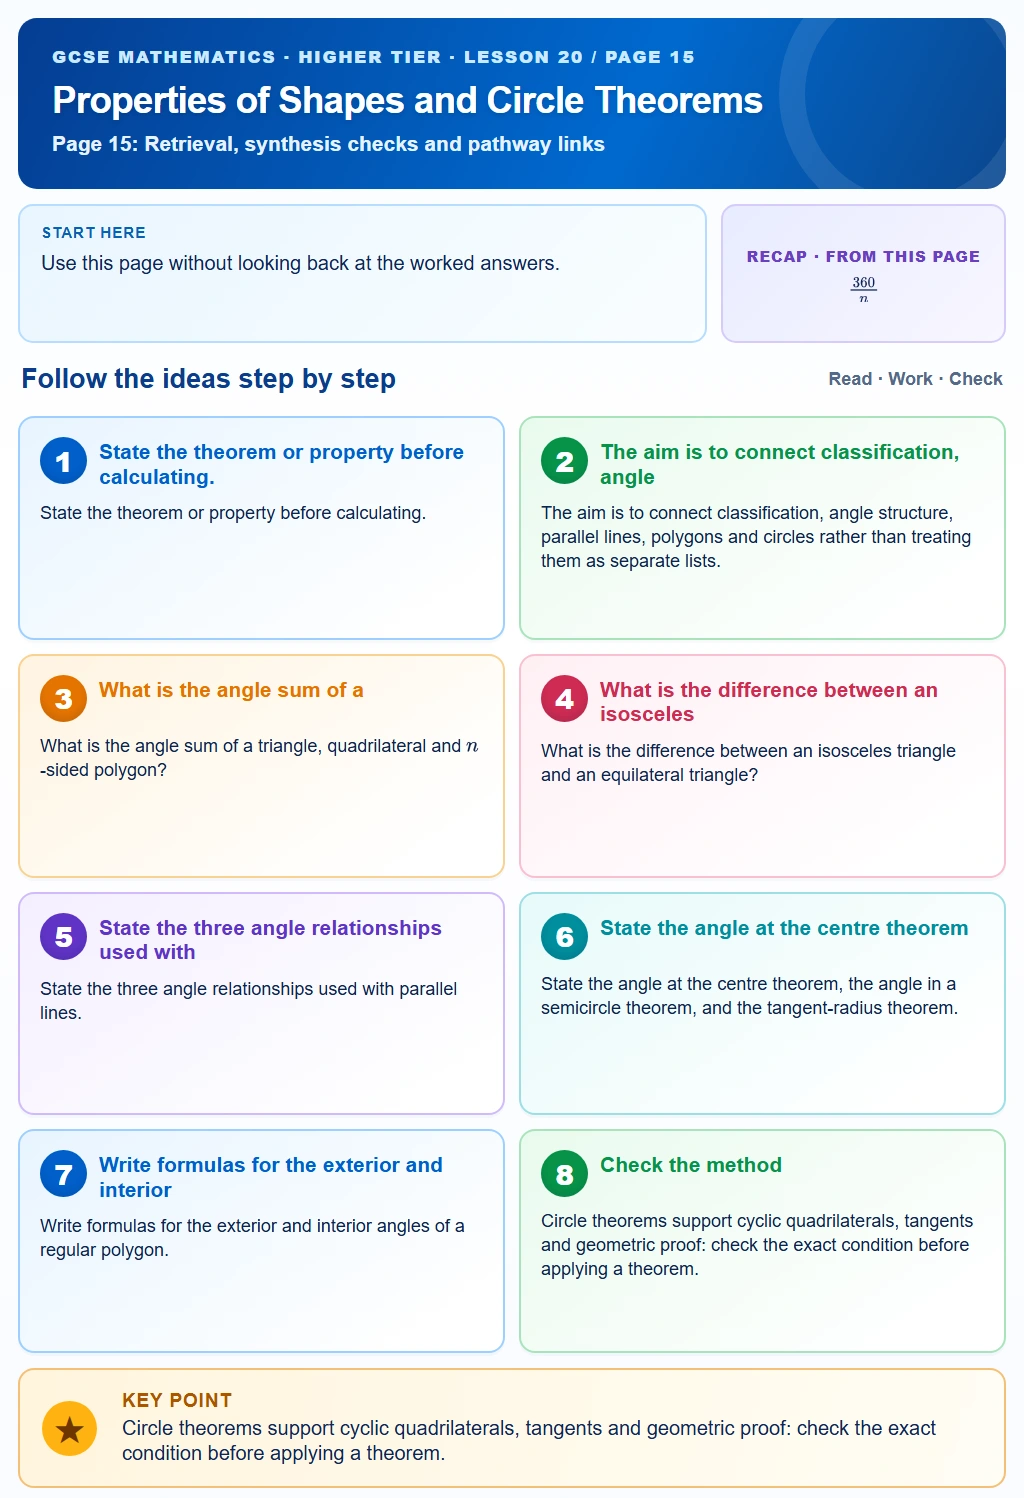 GCSE MATHEMATICS · HIGHER TIER · LESSON 20 / PAGE 15
Properties of Shapes and Circle Theorems
Page 15: Retrieval, synthesis checks and pathway links
START HERE
Use this page without looking back at the worked answers.
RECAP · FROM THIS PAGE
360
n
Follow the ideas step by step
Read · Work · Check
1
State the theorem or property before
calculating.
State the theorem or property before calculating.
2
The aim is to connect classification,
angle
The aim is to connect classification, angle structure,
parallel lines, polygons and circles rather than treating
them as separate lists.
3
What is the angle sum of a
What is the angle sum of a triangle, quadrilateral and n
-sided polygon?
4
What is the difference between an
isosceles
What is the difference between an isosceles triangle
and an equilateral triangle?
5
State the three angle relationships
used with
State the three angle relationships used with parallel
lines.
6
State the angle at the centre theorem
State the angle at the centre theorem, the angle in a
semicircle theorem, and the tangent-radius theorem.
7
Write formulas for the exterior and
interior
Write formulas for the exterior and interior angles of a
regular polygon.
8
Check the method
Circle theorems support cyclic quadrilaterals, tangents
and geometric proof: check the exact condition before
applying a theorem.
KEY POINT
Circle theorems support cyclic quadrilaterals, tangents and geometric proof: check the exact
condition before applying a theorem.